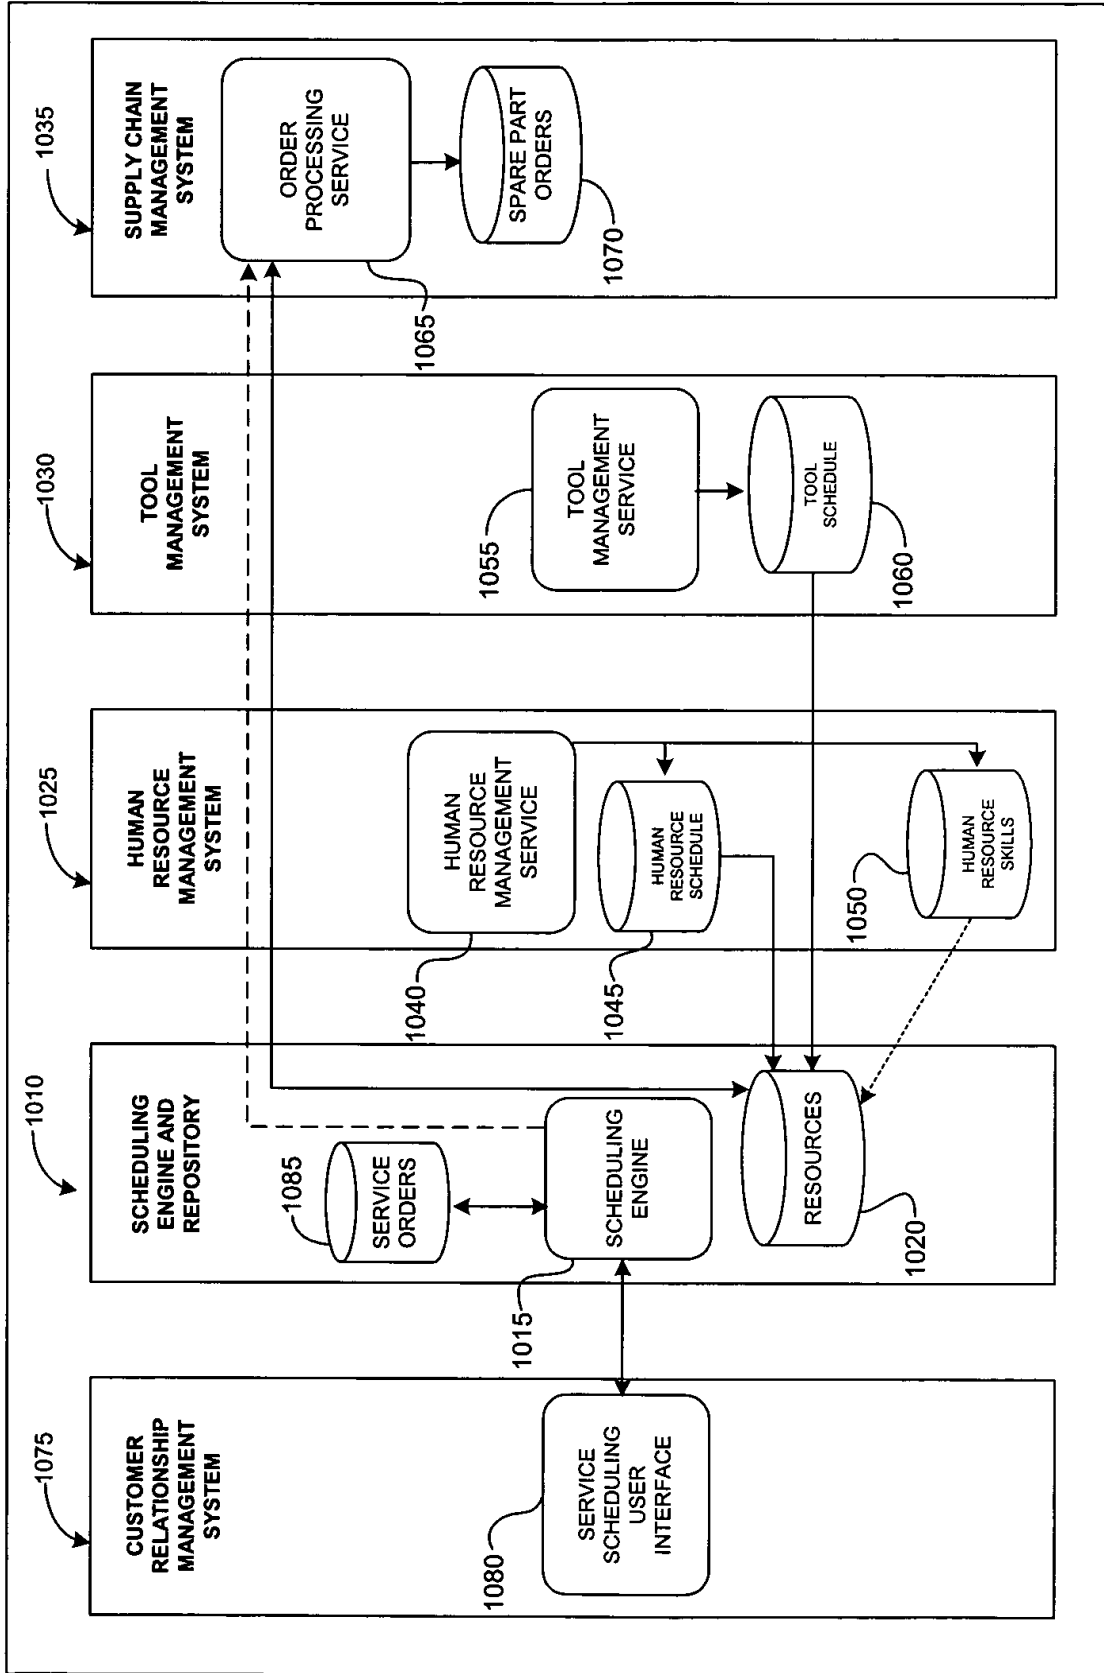 1075
CUSTOMER
RELATIONSHIP
MANAGEMENT
SYSTEM
1080
SERVICE
SCHEDULING
USER
INTERFACE
1010
SCHEDULING
ENGINE AND
REPOSITORY
1085
SERVICE
ORDERS
1015
SCHEDULING
ENGINE
RESOURCES
1020
1025
HUMAN
RESOURCE
MANAGEMENT
SYSTEM
HUMAN
RESOURCE
MANAGEMENT
SERVICE
1040
HUMAN
RESOURCE
SCHEDULE
1045
1050
HUMAN
RESOURCE
SKILLS
1030
TOOL
MANAGEMENT
SYSTEM
1055
TOOL
MANAGEMENT
SERVICE
TOOL
SCHEDULE
1060
1035
SUPPLY CHAIN
MANAGEMENT
SYSTEM
ORDER
PROCESSING
SERVICE
1065
SPARE PART
ORDERS
1070